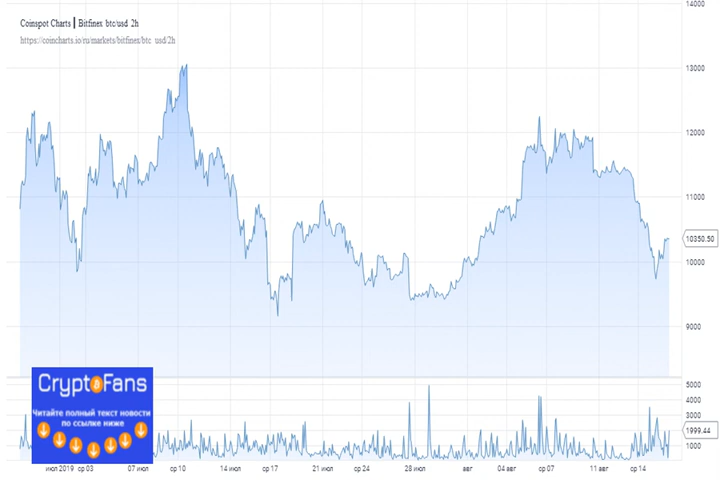 Coinspot Charts | Bitfinex btc/usd 2h
https://coincharts.io/ru/markets/bitfinex/btc_usd/2h
14000
13000
12000
11000
10350.50
10000
9000
5000
4000
3000
1999.44
1000
CryptoFans
Читайте полный текст новости
по ссылке ниже
июл 2019 ср 03 07 июл ср 10 14 июл ср 17 21 июл ср 24 28 июл авг 04 авг ср 07 11 авг ср 14